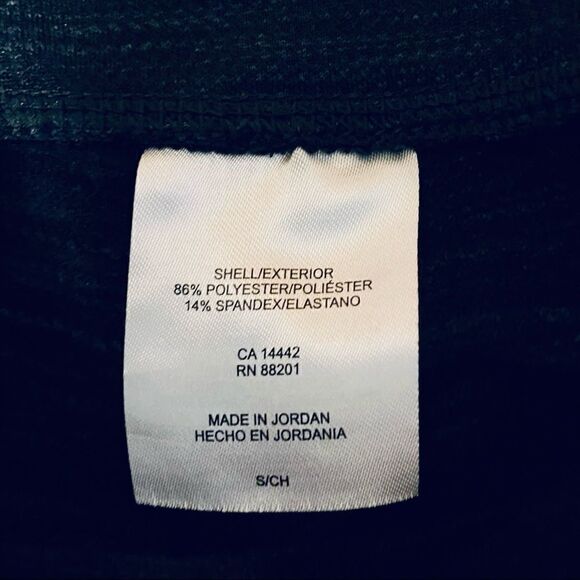 SHELL/EXTERIOR
86% POLYESTER/POLIÉSTER
14% SPANDEX/ELASTANO
CA 14442
RN 88201
MADE IN JORDAN
HECHO EN JORDANIA
S/CH